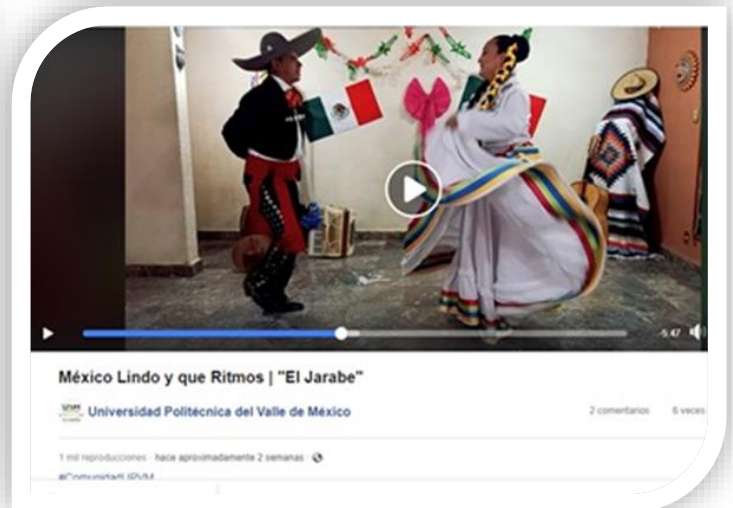 -5:47
México Lindo y que Ritmos | "El Jarabe"
Universidad Politécnica del Valle de México
2 comentarios 6 veces
1 mil reproducciones · hace aproximadamente 2 semanas
#ComunidadUPVM